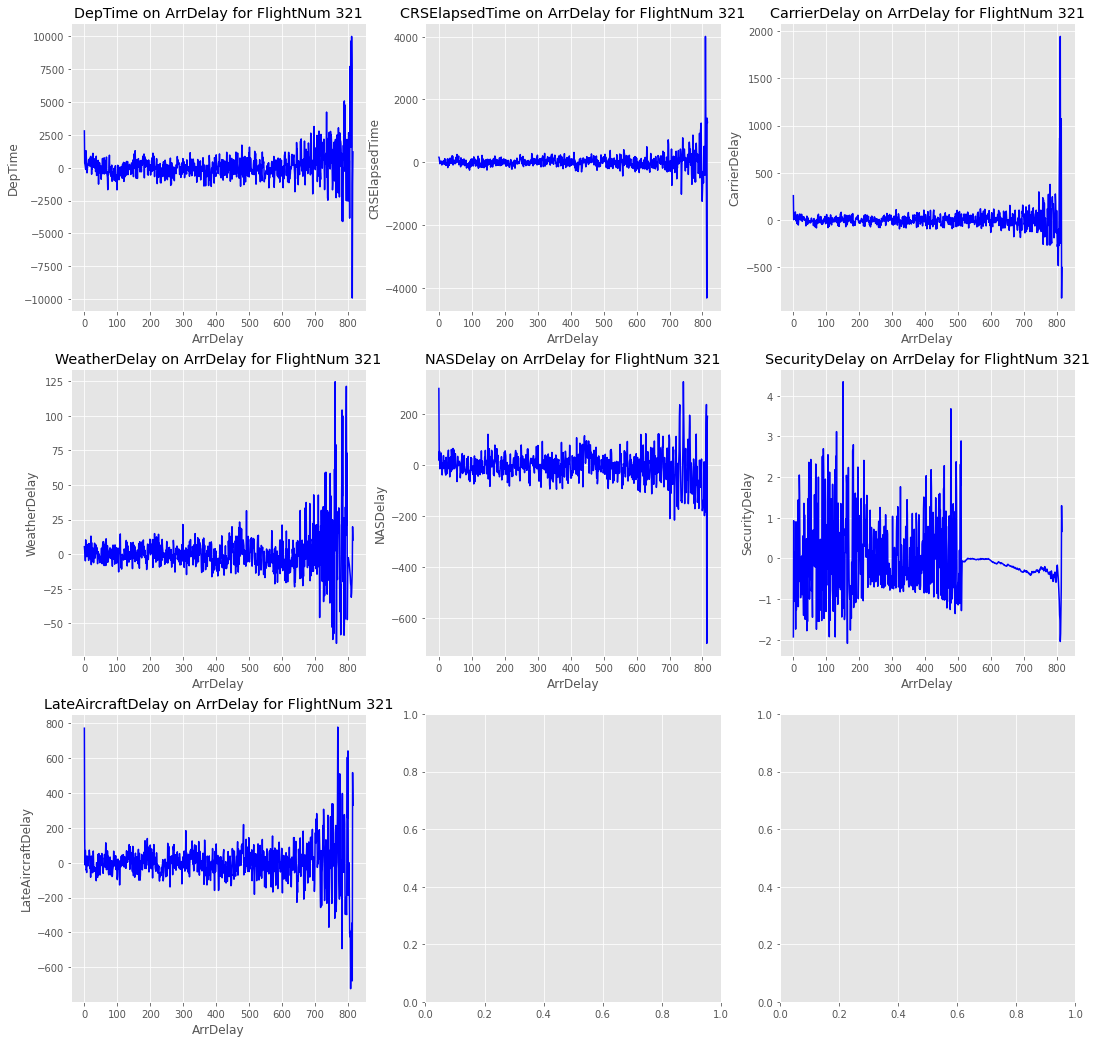 DepTime on ArrDelay for FlightNum 321
10000
7500
5000
2500
0
−2500
−5000
−7500
−10000
DepTime
0 100 200 300 400 500 600 700 800
ArrDelay
CRSElapsedTime on ArrDelay for FlightNum 321
4000
2000
0
−2000
−4000
CRSElapsedTime
0 100 200 300 400 500 600 700 800
ArrDelay
CarrierDelay on ArrDelay for FlightNum 321
2000
1500
1000
500
0
−500
CarrierDelay
0 100 200 300 400 500 600 700 800
ArrDelay
WeatherDelay on ArrDelay for FlightNum 321
125
100
75
50
25
0
−25
−50
WeatherDelay
0 100 200 300 400 500 600 700 800
ArrDelay
NASDelay on ArrDelay for FlightNum 321
200
0
−200
−400
−600
NASDelay
0 100 200 300 400 500 600 700 800
ArrDelay
SecurityDelay on ArrDelay for FlightNum 321
4
3
2
1
0
−1
−2
SecurityDelay
0 100 200 300 400 500 600 700 800
ArrDelay
LateAircraftDelay on ArrDelay for FlightNum 321
800
600
400
200
0
−200
−400
−600
LateAircraftDelay
0 100 200 300 400 500 600 700 800
ArrDelay
1.0
0.8
0.6
0.4
0.2
0.0
0.0 0.2 0.4 0.6 0.8 1.0
1.0
0.8
0.6
0.4
0.2
0.0
0.0 0.2 0.4 0.6 0.8 1.0